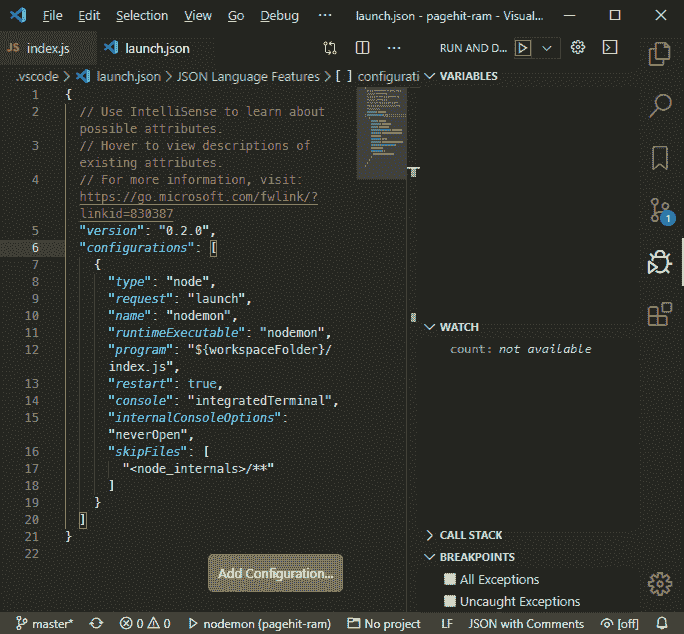 File Edit Selection View Go Debug ··· launch.json - pagehit-ram - Visual...
JS index.js launch.json ··· RUN AND D...
.vscode > launch.json > JSON Language Features > [ ] configurati
VARIABLES
1 {
2 // Use IntelliSense to learn about
possible attributes.
3 // Hover to view descriptions of
existing attributes.
4 // For more information, visit:
https://go.microsoft.com/fwlink/?
linkid=830387
5 "version": "0.2.0",
6 "configurations": [
7 {
8 "type": "node",
9 "request": "launch",
10 "name": "nodemon",
11 "runtimeExecutable": "nodemon",
12 "program": "${workspaceFolder}/
index.js",
13 "restart": true,
14 "console": "integratedTerminal",
15 "internalConsoleOptions":
"neverOpen",
16 "skipFiles": [
17 "<node_internals>/**"
18 ]
19 }
20 ]
21 }
22
Add Configuration...
1
WATCH
count: not available
CALL STACK
BREAKPOINTS
All Exceptions
Uncaught Exceptions
master* 0 0 nodemon (pagehit-ram) No project LF JSON with Comments [off]